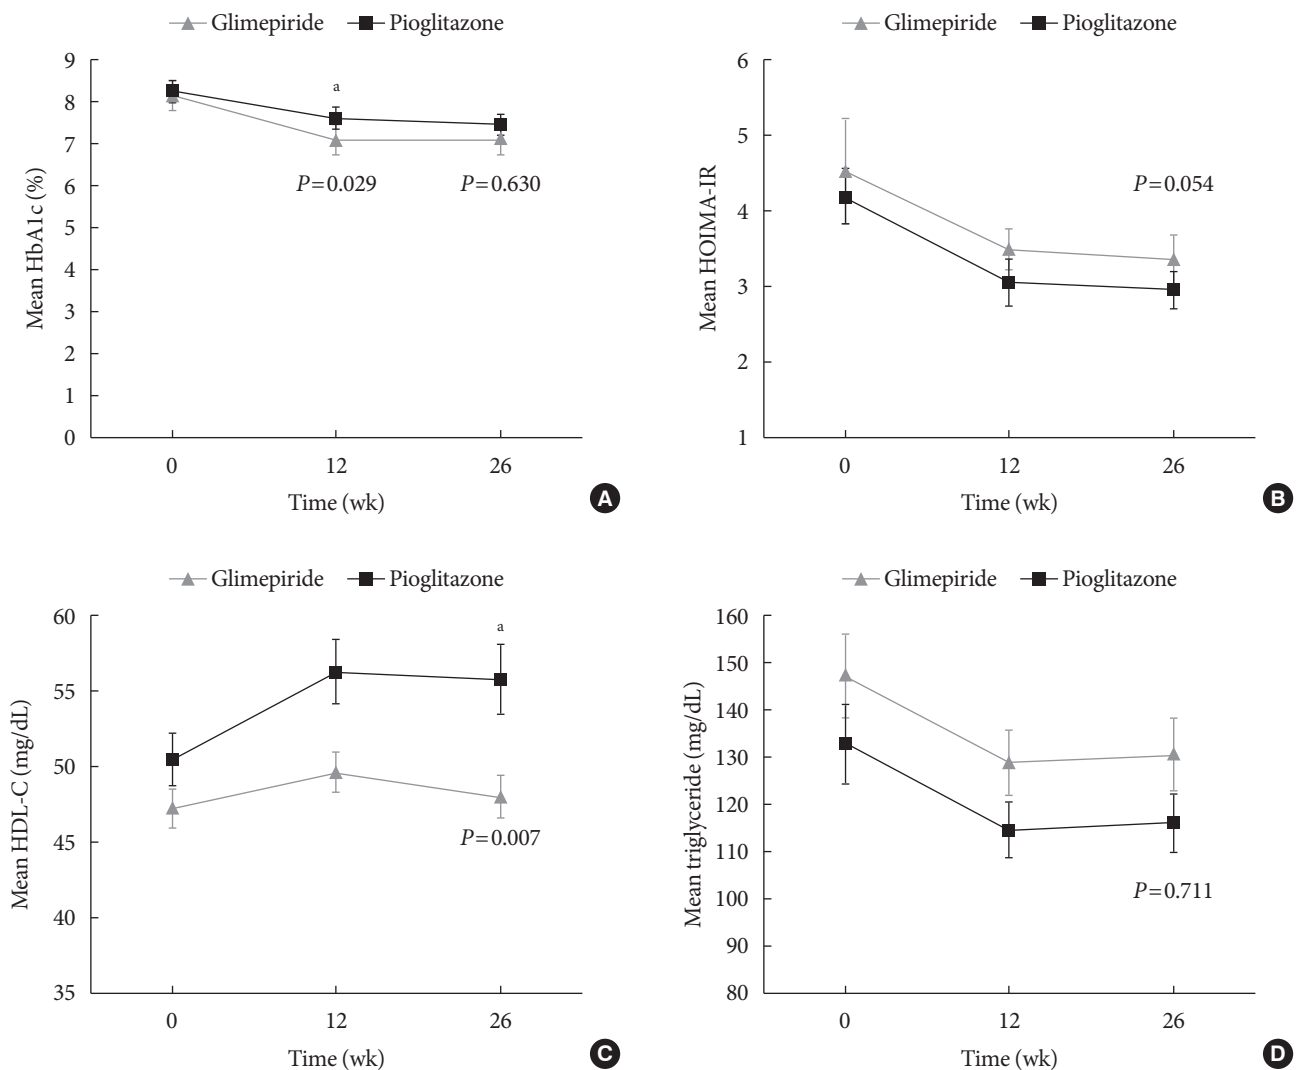 Glimepiride Pioglitazone
9
8
7
6
5
4
3
2
1
0
Mean HbA1c (%)
a
P=0.029 P=0.630
0 12 26
Time (wk)
A
Glimepiride Pioglitazone
6
5
4
3
2
1
Mean HOIMA-IR
P=0.054
0 12 26
Time (wk)
B
Glimepiride Pioglitazone
60
55
50
45
40
35
Mean HDL-C (mg/dL)
a
P=0.007
0 12 26
Time (wk)
C
Glimepiride Pioglitazone
160
150
140
130
120
110
100
90
80
Mean triglyceride (mg/dL)
P=0.711
0 12 26
Time (wk)
D